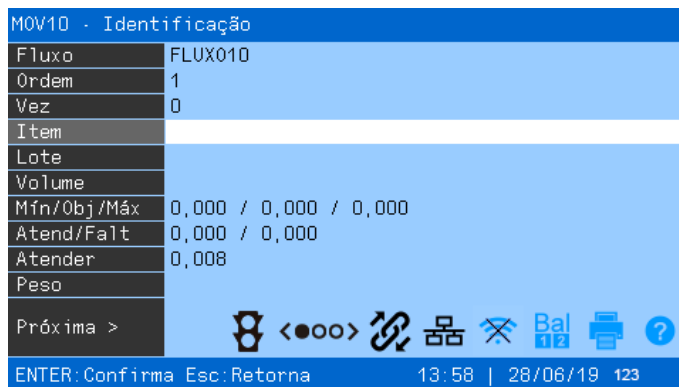 MOV10 - Identificação
Fluxo FLUXO10
Ordem 1
Vez 0
Item
Lote
Volume
Mín/Obj/Máx 0,000 / 0,000 / 0,000
Atend/Falt 0,000 / 0,000
Atender 0,008
Peso
Próxima > <●○○> Bal 12 ?
ENTER:Confirma Esc:Retorna 13:58 | 28/06/19 123